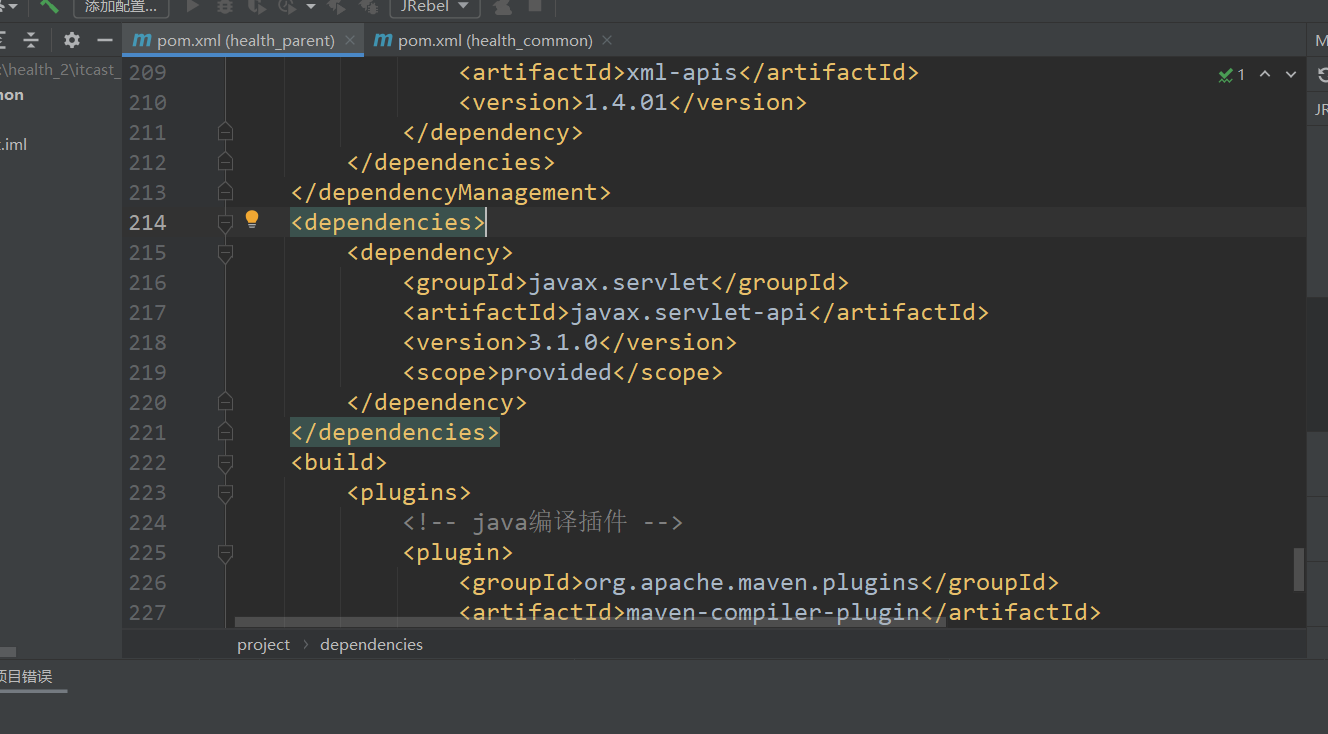 添加配置...
JRebel
pom.xml (health_parent)
pom.xml (health_common)
\health_2\itcast_
.iml
209 <artifactId>xml-apis</artifactId>
210 <version>1.4.01</version>
211 </dependency>
212 </dependencies>
213 </dependencyManagement>
214 <dependencies>
215 <dependency>
216 <groupId>javax.servlet</groupId>
217 <artifactId>javax.servlet-api</artifactId>
218 <version>3.1.0</version>
219 <scope>provided</scope>
220 </dependency>
221 </dependencies>
222 <build>
223 <plugins>
224 <!-- java编译插件 -->
225 <plugin>
226 <groupId>org.apache.maven.plugins</groupId>
227 <artifactId>maven-compiler-plugin</artifactId>
1
project > dependencies
项目错误